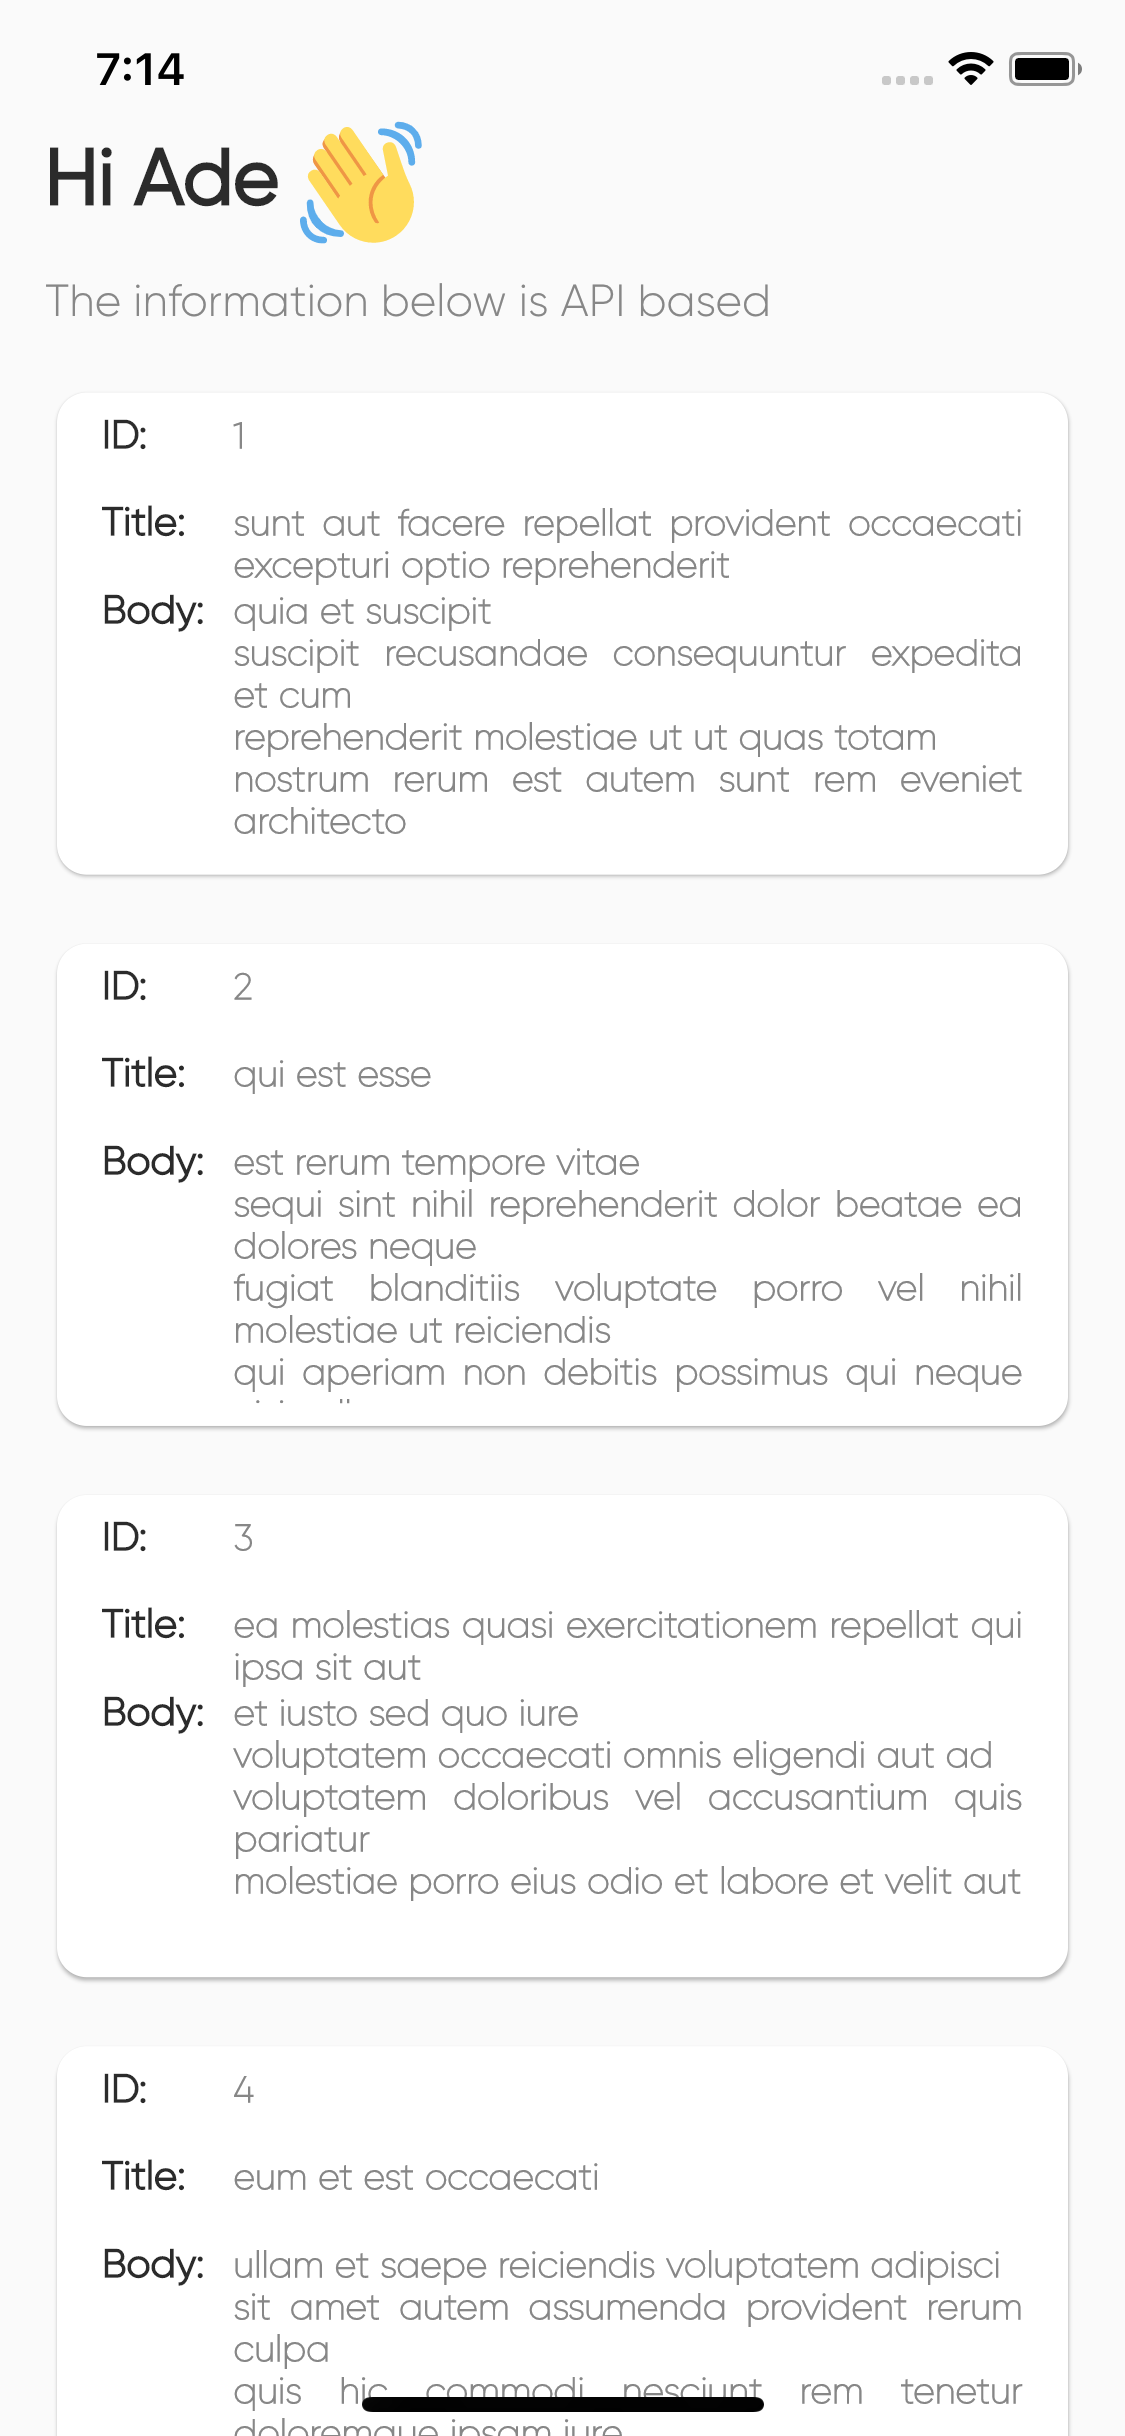 7:14
Hi Ade 👋
The information below is API based
ID: 1
Title: sunt aut facere repellat provident occaecati
excepturi optio reprehenderit
Body: quia et suscipit
suscipit recusandae consequuntur expedita
et cum
reprehenderit molestiae ut ut quas totam
nostrum rerum est autem sunt rem eveniet
architecto
ID: 2
Title: qui est esse
Body: est rerum tempore vitae
sequi sint nihil reprehenderit dolor beatae ea
dolores neque
fugiat blanditiis voluptate porro vel nihil
molestiae ut reiciendis
qui aperiam non debitis possimus qui neque
ID: 3
Title: ea molestias quasi exercitationem repellat qui
ipsa sit aut
Body: et iusto sed quo iure
voluptatem occaecati omnis eligendi aut ad
voluptatem doloribus vel accusantium quis
pariatur
molestiae porro eius odio et labore et velit aut
ID: 4
Title: eum et est occaecati
Body: ullam et saepe reiciendis voluptatem adipisci
sit amet autem assumenda provident rerum
culpa
quis hic commodi nesciunt rem tenetur
doloremque ipsam iure